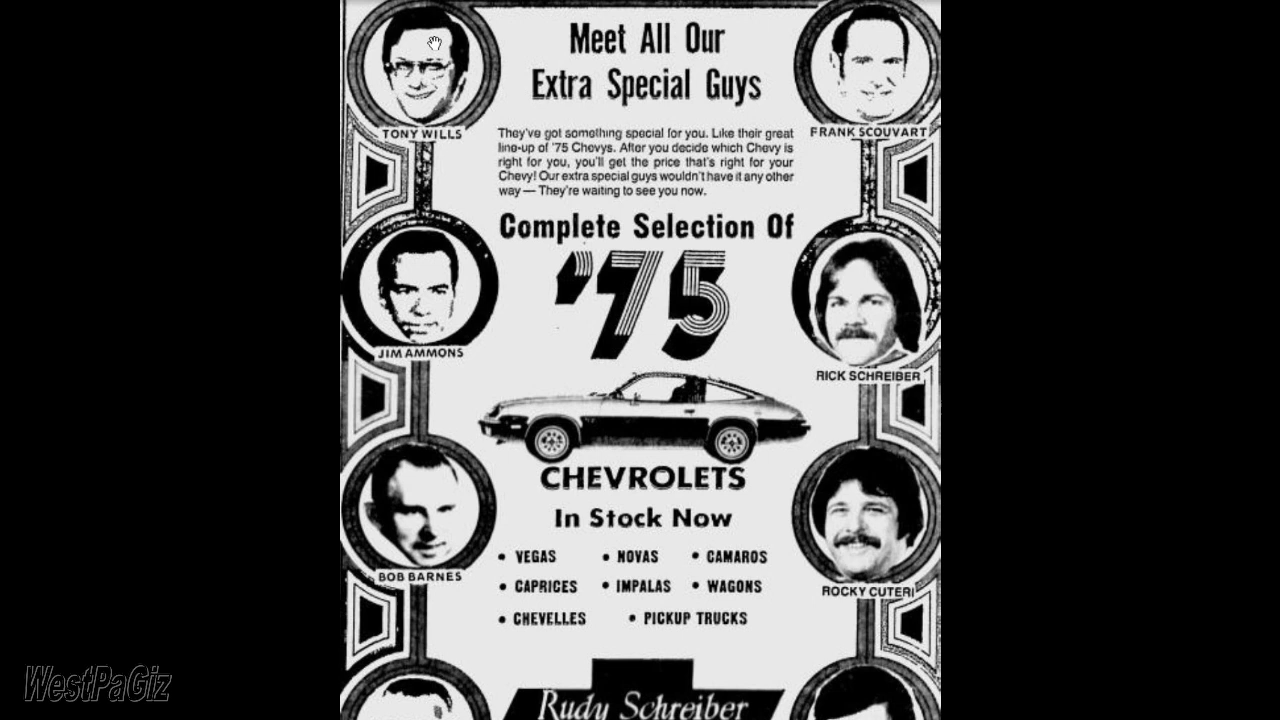 Meet All Our
Extra Special Guys
TONY WILLS
FRANK SCOUVART
They've got something special for you. Like their great
line-up of '75 Chevys. After you decide which Chevy is
right for you, you'll get the price that's right for your
Chevy! Our extra special guys wouldn't have it any other
way — They're waiting to see you now.
Complete Selection Of
'75
JIM AMMONS
RICK SCHREIBER
CHEVROLETS
In Stock Now
• VEGAS • NOVAS • CAMAROS
• CAPRICES • IMPALAS • WAGONS
• CHEVELLES • PICKUP TRUCKS
BOB BARNES
ROCKY CUTERI
Rudy Schreiber
WestPaGiz